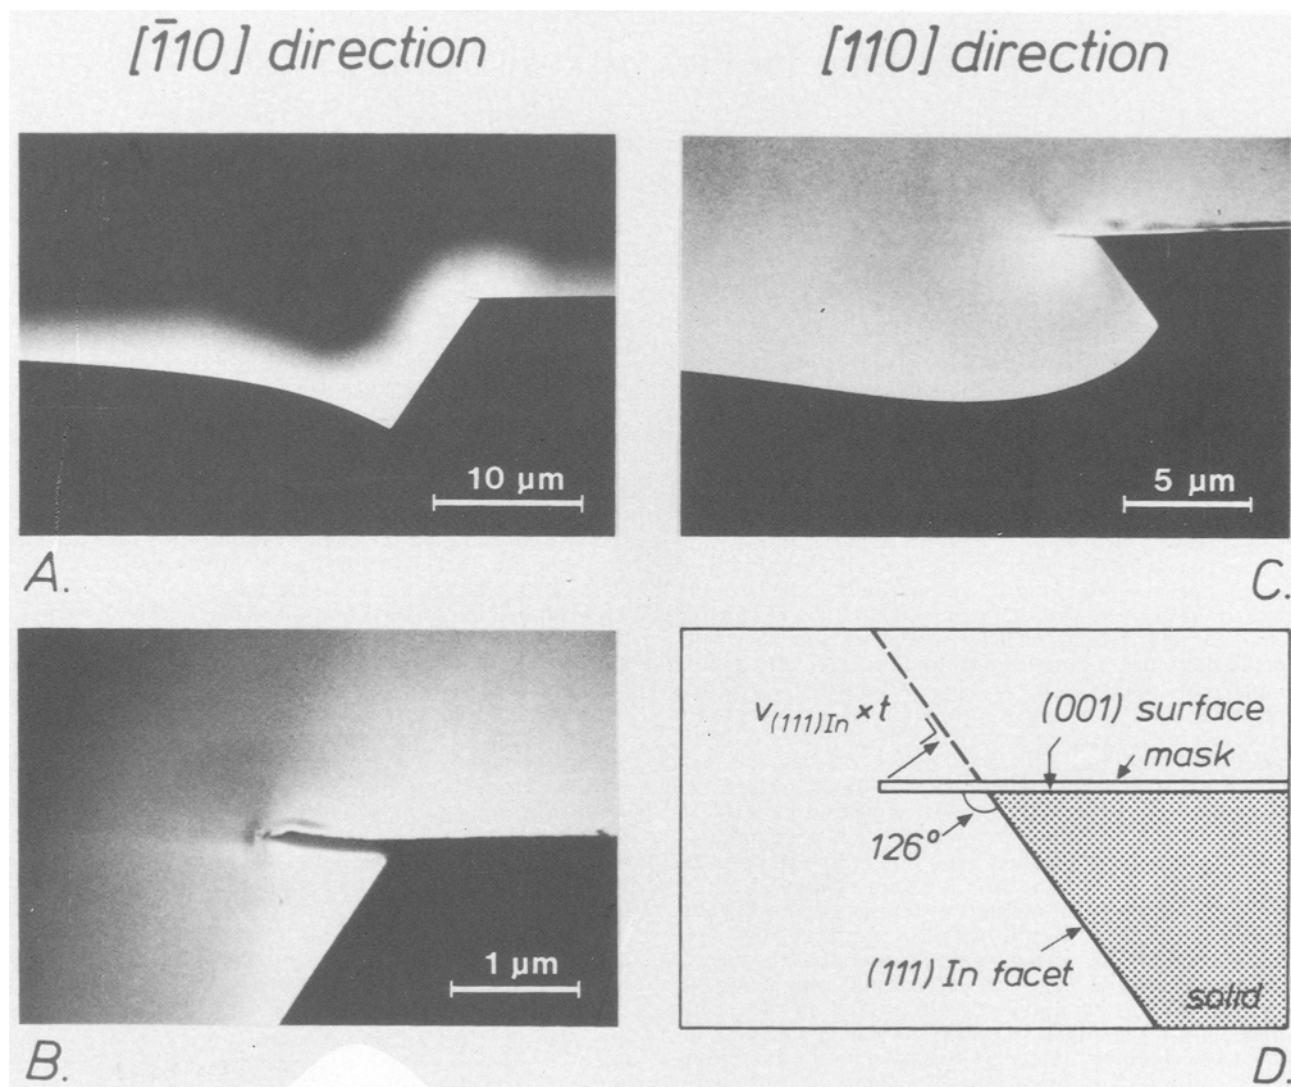 [1̄10] direction
[110] direction
10 µm
5 µm
A.
C.
1 µm
v(111)In × t
(001) surface
mask
126°
(111) In facet
solid
B.
D.